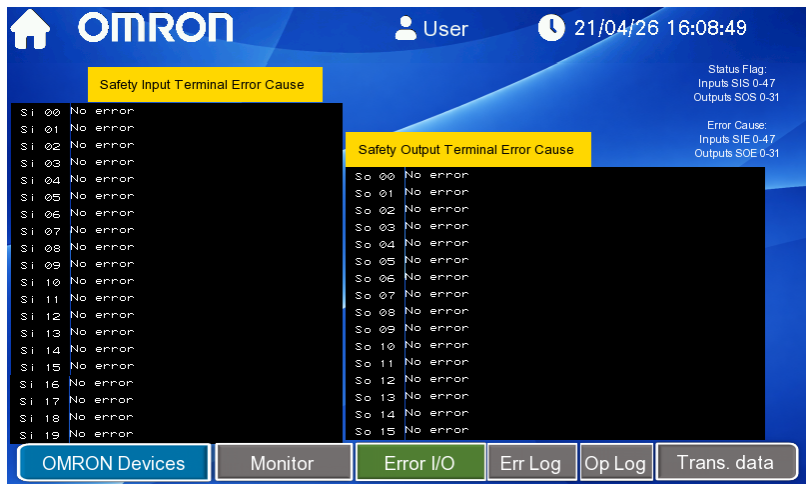 OMRON
User
21/04/26 16:08:49
Status Flag:
Inputs SIS 0-47
Outputs SOS 0-31
Error Cause:
Inputs SIE 0-47
Outputs SOE 0-31
Safety Input Terminal Error Cause
Si 00 No error
Si 01 No error
Si 02 No error
Si 03 No error
Si 04 No error
Si 05 No error
Si 06 No error
Si 07 No error
Si 08 No error
Si 09 No error
Si 10 No error
Si 11 No error
Si 12 No error
Si 13 No error
Si 14 No error
Si 15 No error
Si 16 No error
Si 17 No error
Si 18 No error
Si 19 No error
Safety Output Terminal Error Cause
So 00 No error
So 01 No error
So 02 No error
So 03 No error
So 04 No error
So 05 No error
So 06 No error
So 07 No error
So 08 No error
So 09 No error
So 10 No error
So 11 No error
So 12 No error
So 13 No error
So 14 No error
So 15 No error
OMRON Devices
Monitor
Error I/O
Err Log
Op Log
Trans. data